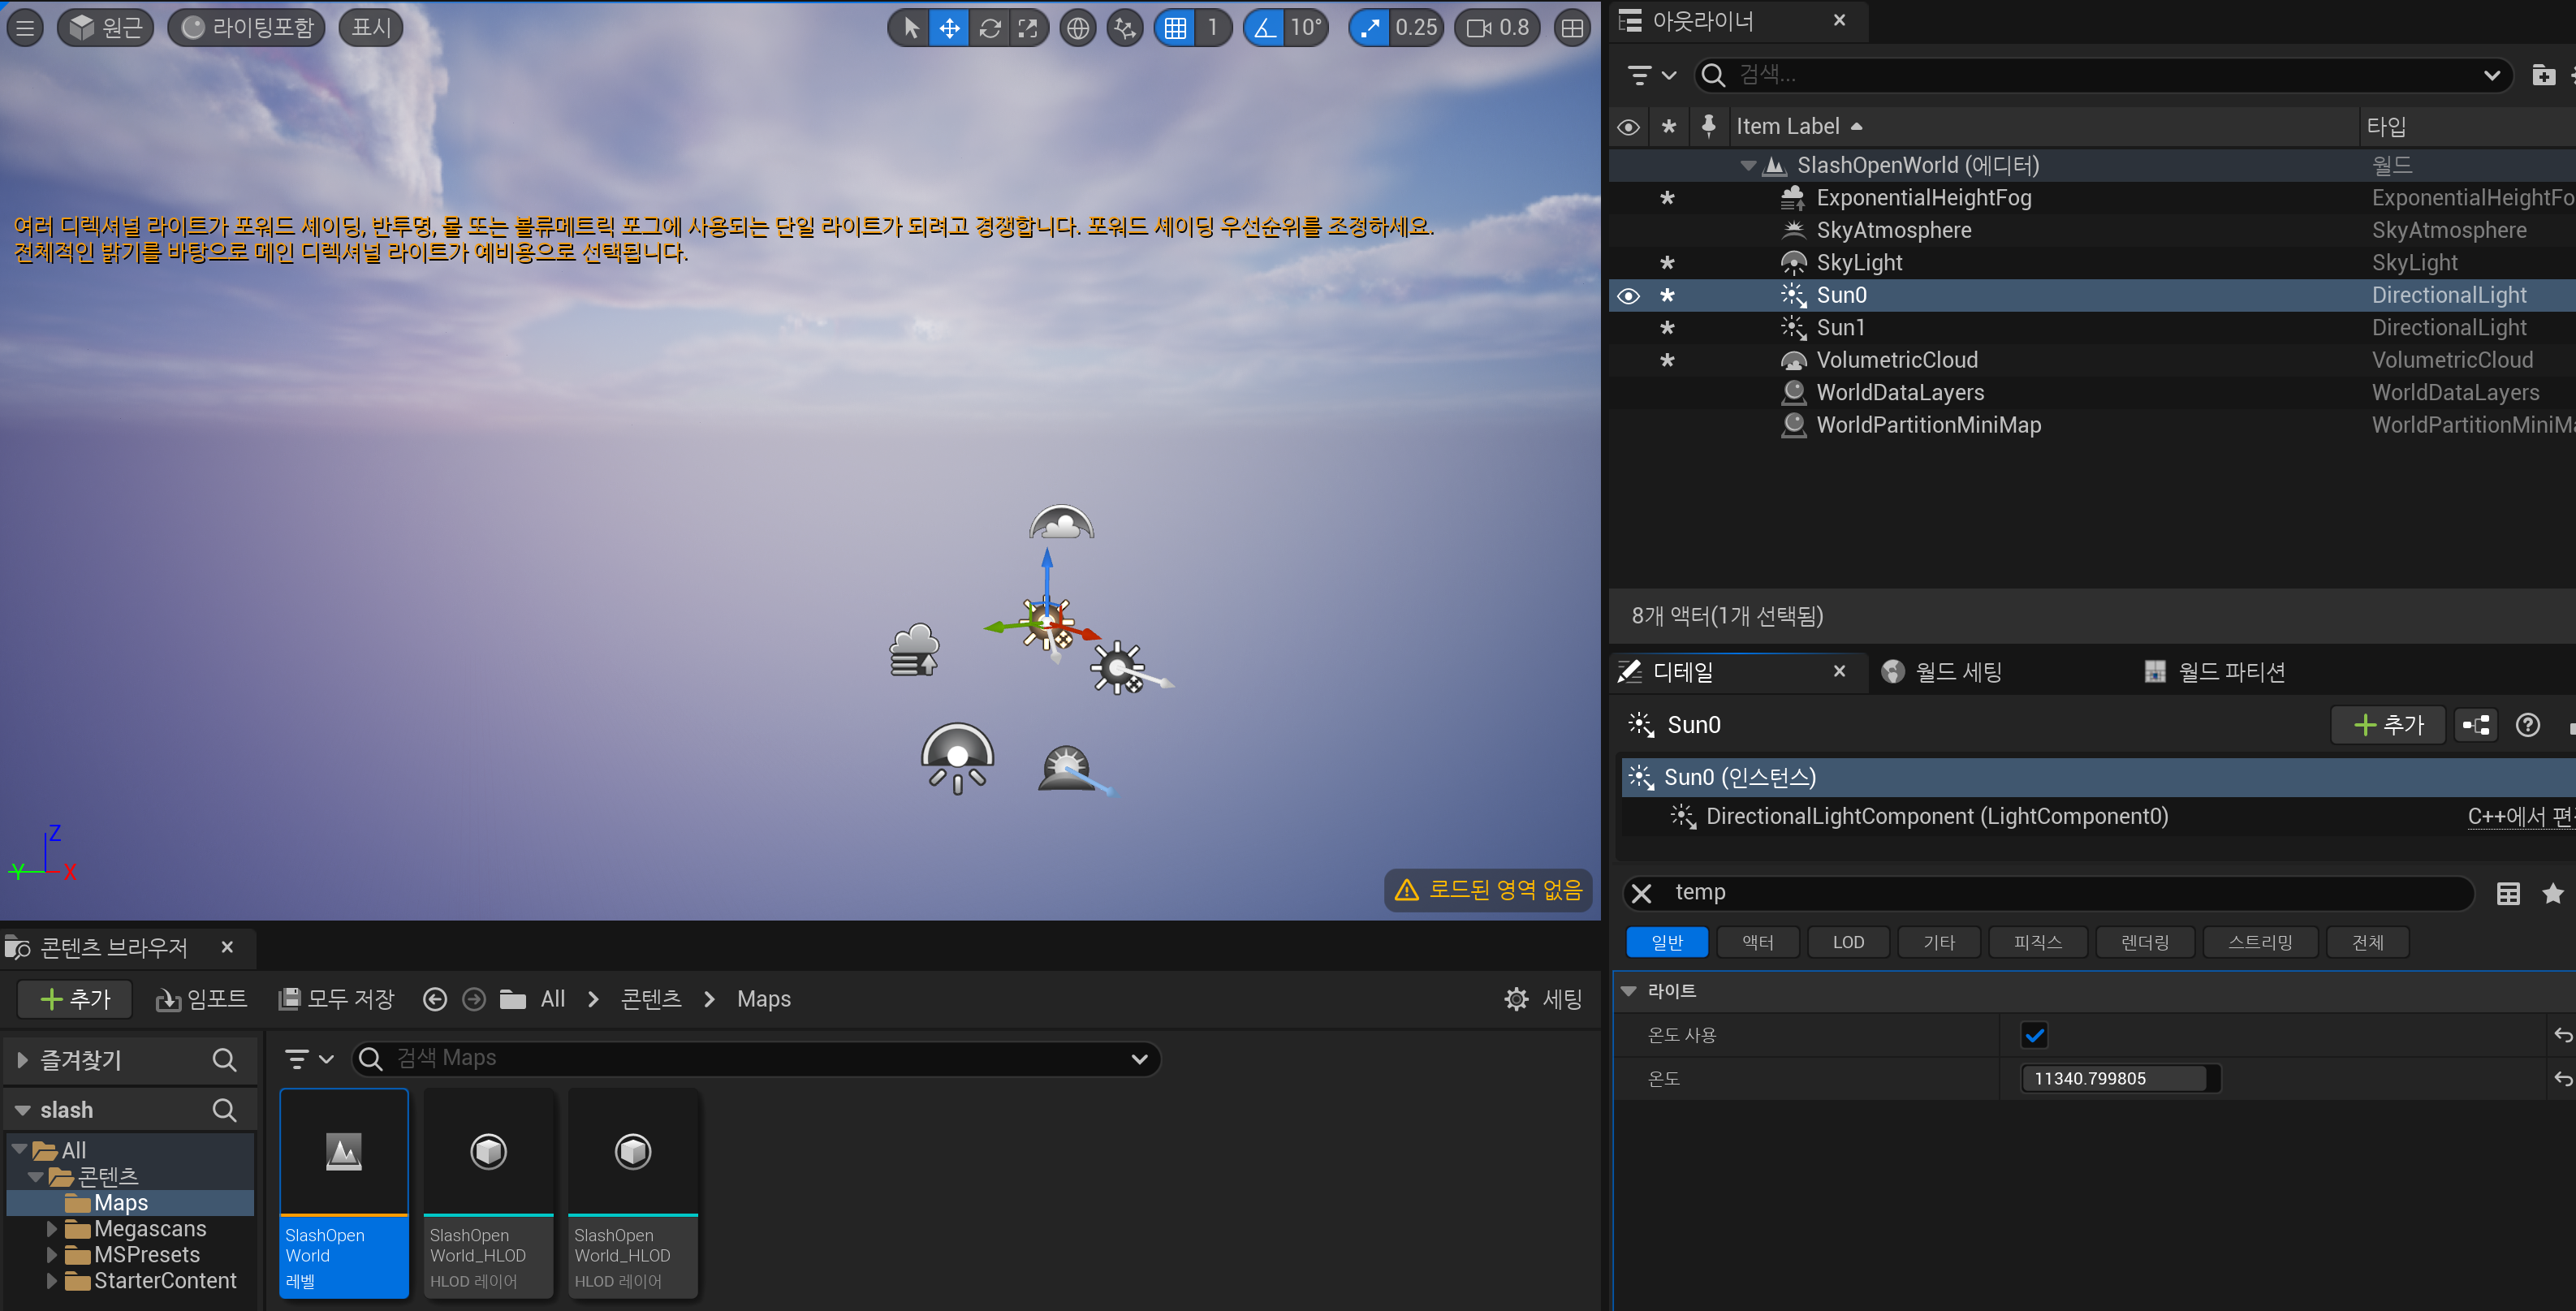 원근
라이팅포함
표시
1
10°
0.25
0.8
여러 디렉셔널 라이트가 포워드 셰이딩, 반투명, 물 또는 볼류메트릭 포그에 사용되는 단일 라이트가 되려고 경쟁합니다. 포워드 셰이딩 우선순위를 조정하세요.
전체적인 밝기를 바탕으로 메인 디렉셔널 라이트가 예비용으로 선택됩니다.
Z
Y
X
로드된 영역 없음
아웃라이너
검색...
Item Label
타입
SlashOpenWorld (에디터)
월드
ExponentialHeightFog
ExponentialHeightFo
SkyAtmosphere
SkyAtmosphere
SkyLight
SkyLight
Sun0
DirectionalLight
Sun1
DirectionalLight
VolumetricCloud
VolumetricCloud
WorldDataLayers
WorldDataLayers
WorldPartitionMiniMap
WorldPartitionMiniMa
8개 액터(1개 선택됨)
디테일
월드 세팅
월드 파티션
Sun0
추가
Sun0 (인스턴스)
DirectionalLightComponent (LightComponent0)
C++에서 편
temp
일반
액터
LOD
기타
피직스
렌더링
스트리밍
전체
라이트
온도 사용
온도
11340.799805
콘텐츠 브라우저
추가
임포트
모두 저장
All
콘텐츠
Maps
세팅
즐겨찾기
검색 Maps
slash
All
콘텐츠
Maps
Megascans
MSPresets
StarterContent
SlashOpen
World
레벨
SlashOpen
World_HLOD
HLOD 레이어
SlashOpen
World_HLOD
HLOD 레이어